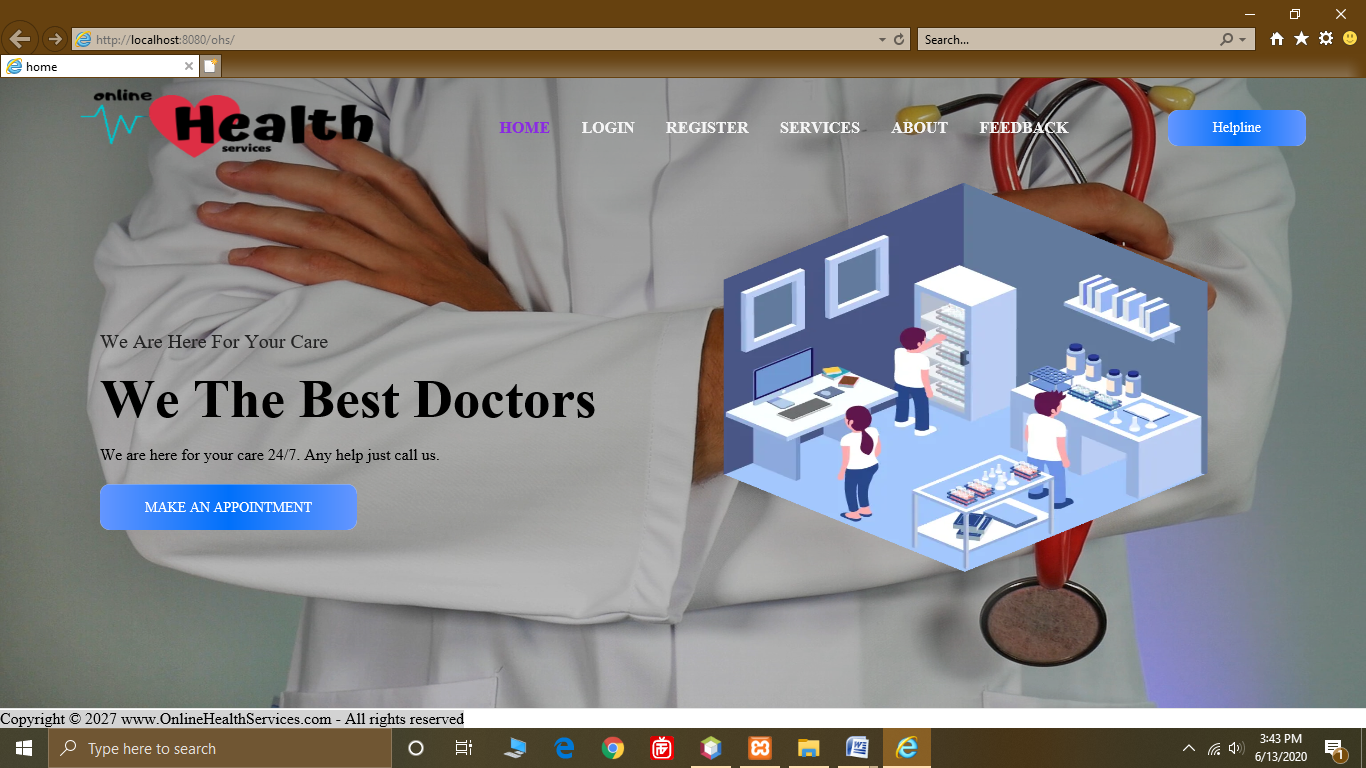 http://localhost:8080/ohs/
Search...
home
online
Health
services
HOME LOGIN REGISTER SERVICES ABOUT FEEDBACK
Helpline
We Are Here For Your Care
We The Best Doctors
We are here for your care 24/7. Any help just call us.
MAKE AN APPOINTMENT
Copyright © 2027 www.OnlineHealthServices.com - All rights reserved
Type here to search
3:43 PM
6/13/2020
1